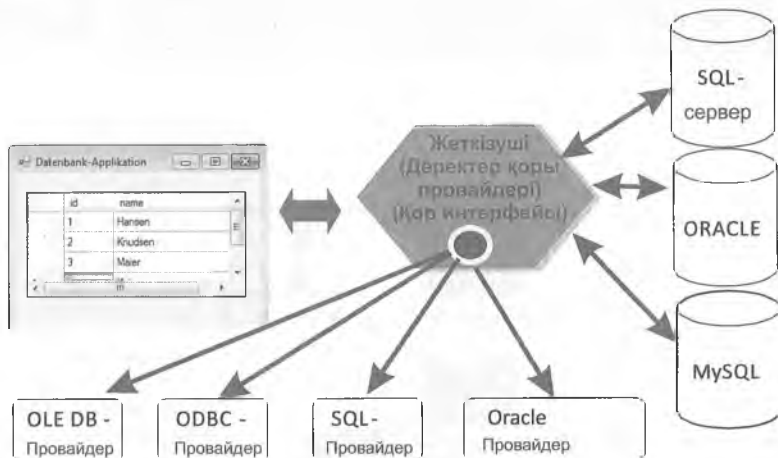 SQL-
сервер
Datenbank-Applikation
id name
1 Hansen
2 Knudsen
3 Maier
Жеткізуші
(Деректер қоры
провайдері)
(Қор интерфейсі)
ORACLE
MySQL
OLE DB -
Провайдер
ODBC -
Провайдер
SQL-
Провайдер
Oracle
Провайдер